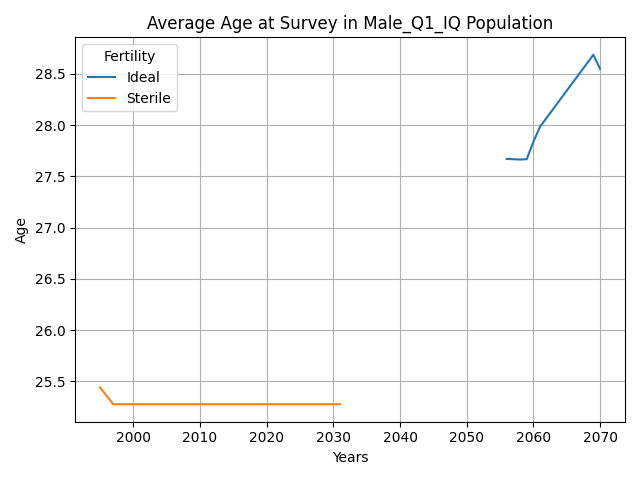 Average Age at Survey in Male_Q1_IQ Population
Fertility
Ideal
Sterile
28.5
28.0
27.5
27.0
26.5
26.0
25.5
Age
2000 2010 2020 2030 2040 2050 2060 2070
Years